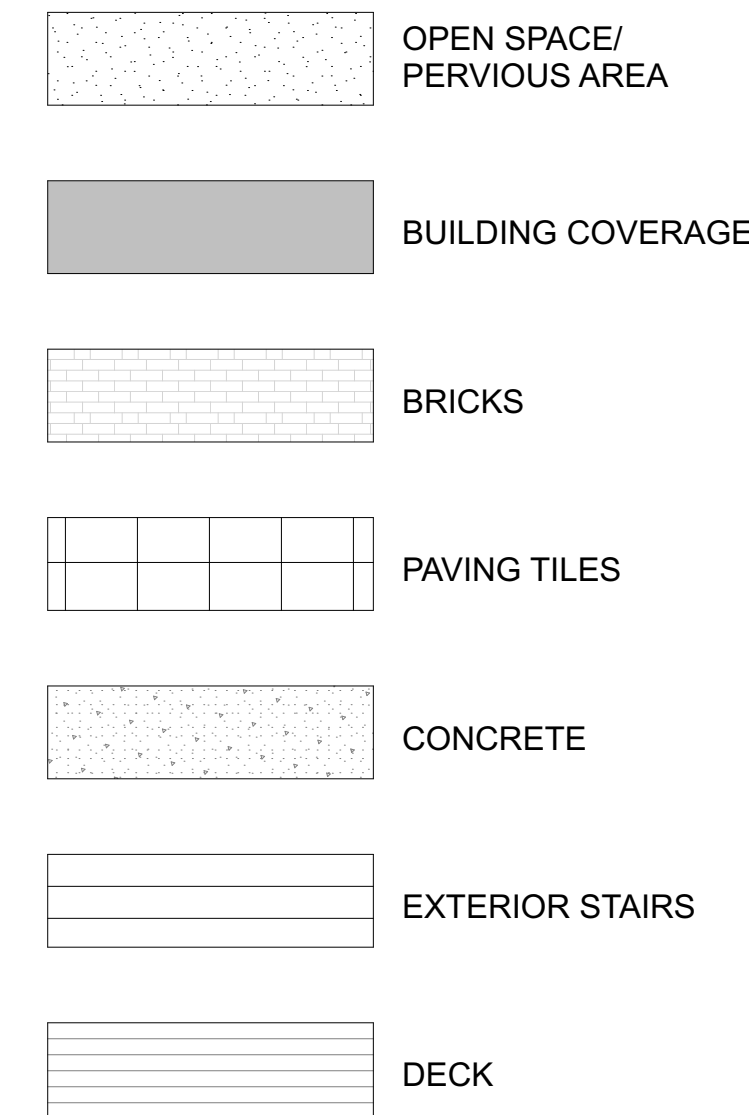 OPEN SPACE/
PERVIOUS AREA
BUILDING COVERAGE
BRICKS
PAVING TILES
CONCRETE
EXTERIOR STAIRS
DECK